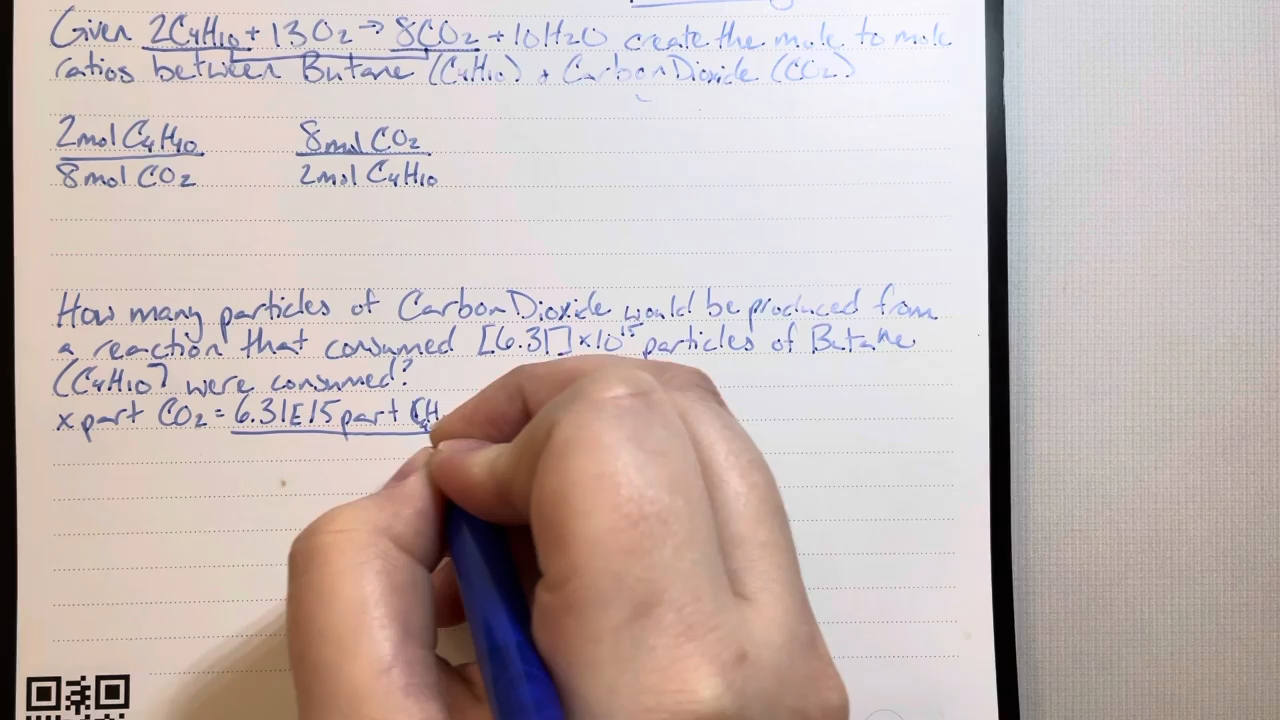 Given 2C4H10 + 13O2 → 8CO2 + 10H2O create the mole to mole
ratios between Butane (C4H10) + Carbon Dioxide (CO2)
2mol C4H10
8mol CO2
8mol CO2
2mol C4H10
How many particles of Carbon Dioxide would be produced from
a reaction that consumed [6.31]×10^15 particles of Butane
(C4H10) were consumed?
x part CO2 = 6.31E15 part C4H